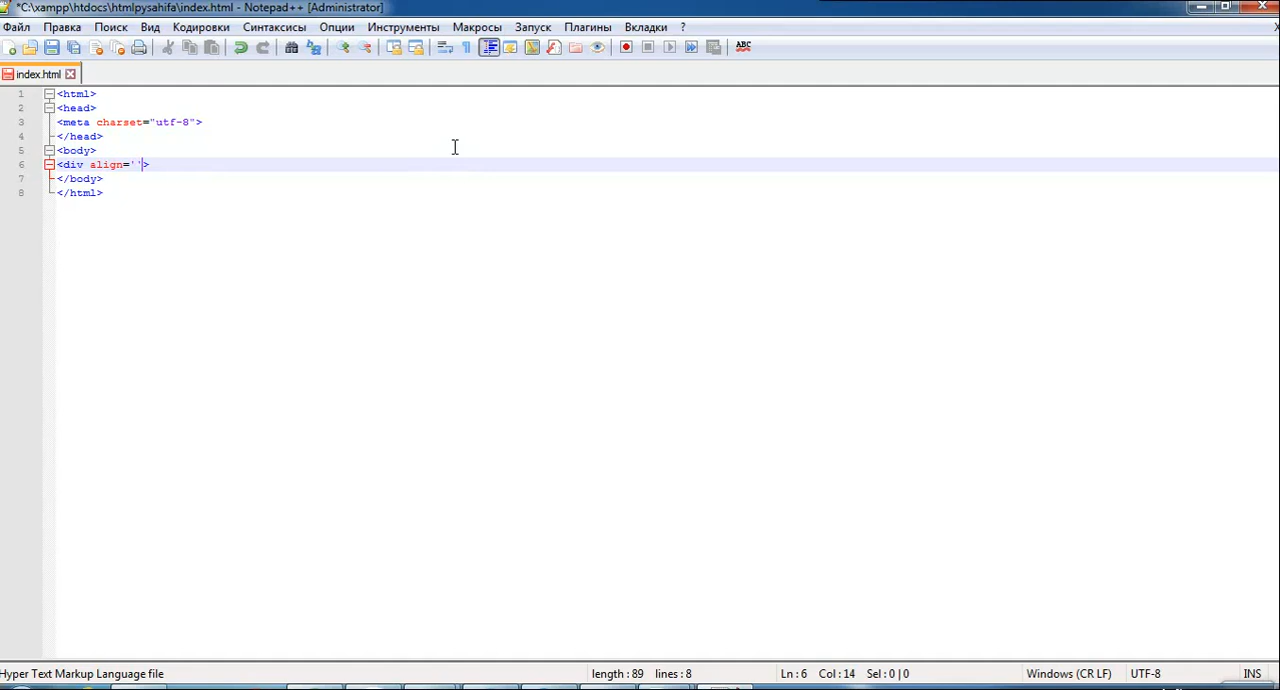 *C:\xampp\htdocs\htmlpysahifa\index.html - Notepad++ [Administrator]
Файл Правка Поиск Вид Кодировки Синтаксисы Опции Инструменты Макросы Запуск Плагины Вкладки ? X
ABC
index.html
1 <html>
2 <head>
3 <meta charset="utf-8">
4 </head>
5 <body>
6 <div align=''>
7 </body>
8 </html>
Hyper Text Markup Language file length : 89 lines : 8 Ln : 6 Col : 14 Sel : 0 | 0 Windows (CR LF) UTF-8 INS